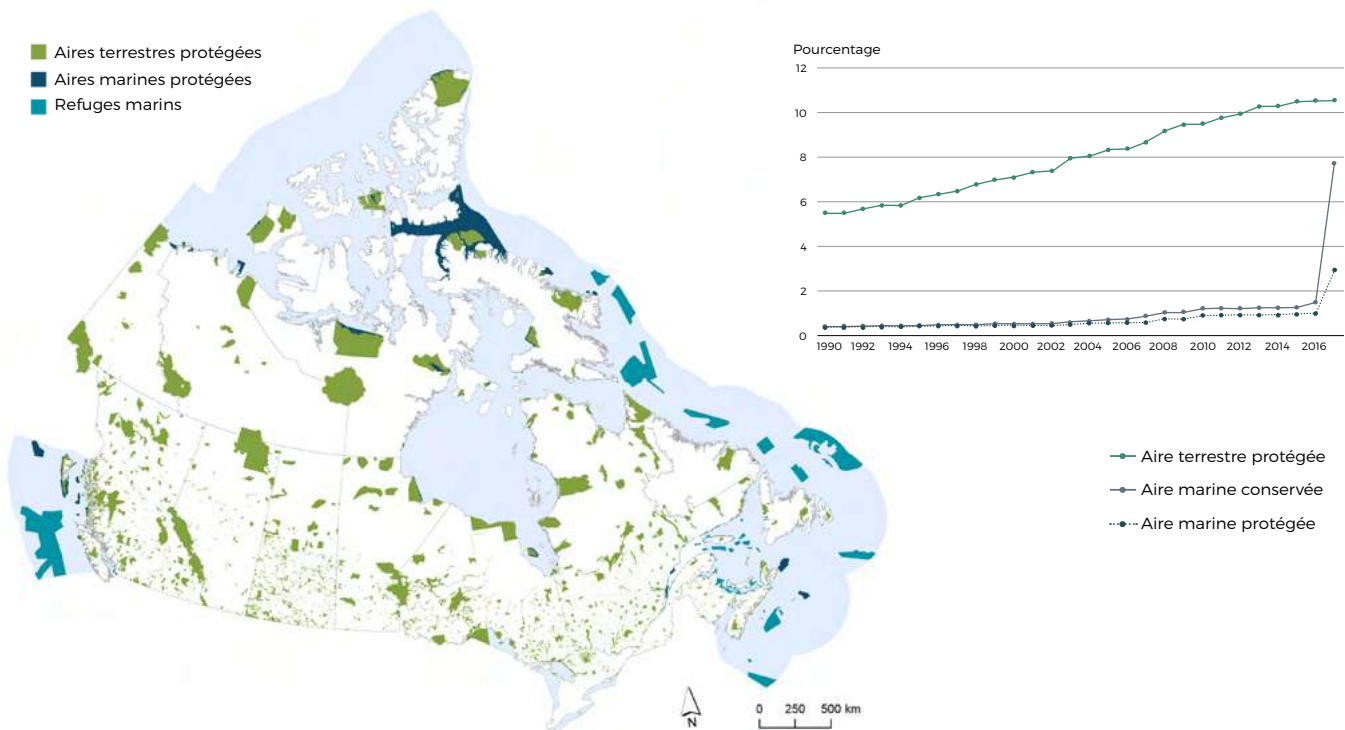 Aires terrestres protégées
Aires marines protégées
Refuges marins
N
0 250 500 km
Pourcentage
12
10
8
6
4
2
0
1990 1992 1994 1996 1998 2000 2002 2004 2006 2008 2010 2012 2014 2016
Aire terrestre protégée
Aire marine conservée
Aire marine protégée